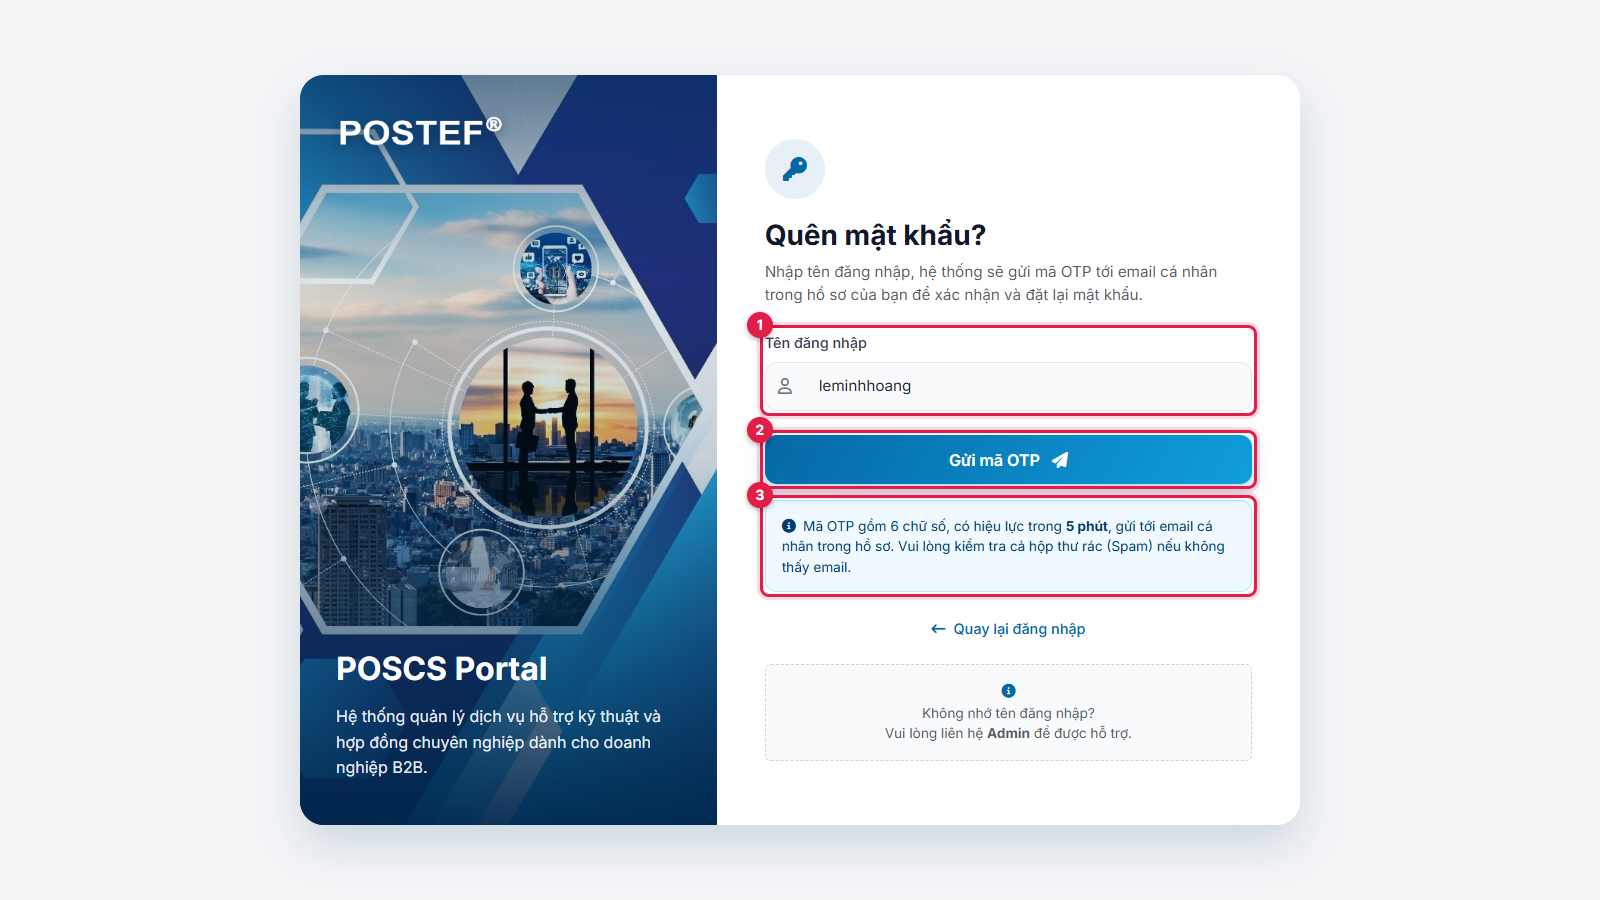 POSTEF®
POSCS Portal
Hệ thống quản lý dịch vụ hỗ trợ kỹ thuật và
hợp đồng chuyên nghiệp dành cho doanh
nghiệp B2B.
Quên mật khẩu?
Nhập tên đăng nhập, hệ thống sẽ gửi mã OTP tới email cá nhân
trong hồ sơ của bạn để xác nhận và đặt lại mật khẩu.
1
Tên đăng nhập
leminhhoang
2
Gửi mã OTP
3
Mã OTP gồm 6 chữ số, có hiệu lực trong 5 phút, gửi tới email cá
nhân trong hồ sơ. Vui lòng kiểm tra cả hộp thư rác (Spam) nếu không
thấy email.
← Quay lại đăng nhập
Không nhớ tên đăng nhập?
Vui lòng liên hệ Admin để được hỗ trợ.